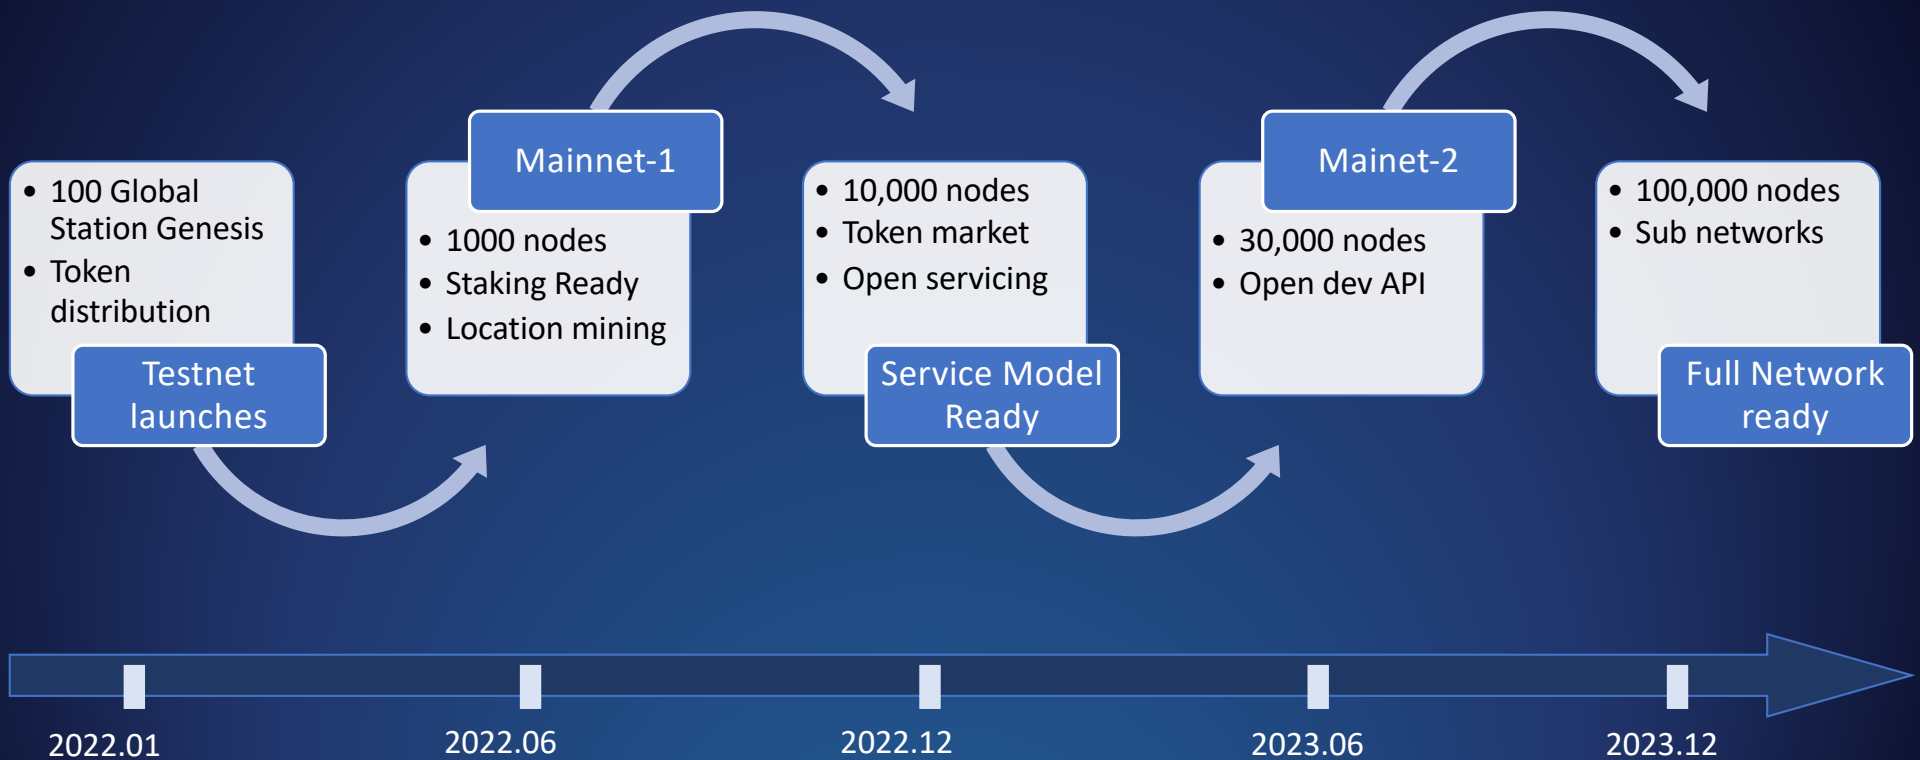 • 100 Global
Station Genesis
• Token
distribution
Testnet
launches
Mainnet-1
• 1000 nodes
• Staking Ready
• Location mining
• 10,000 nodes
• Token market
• Open servicing
Service Model
Ready
Mainet-2
• 30,000 nodes
• Open dev API
• 100,000 nodes
• Sub networks
Full Network
ready
2022.01
2022.06
2022.12
2023.06
2023.12